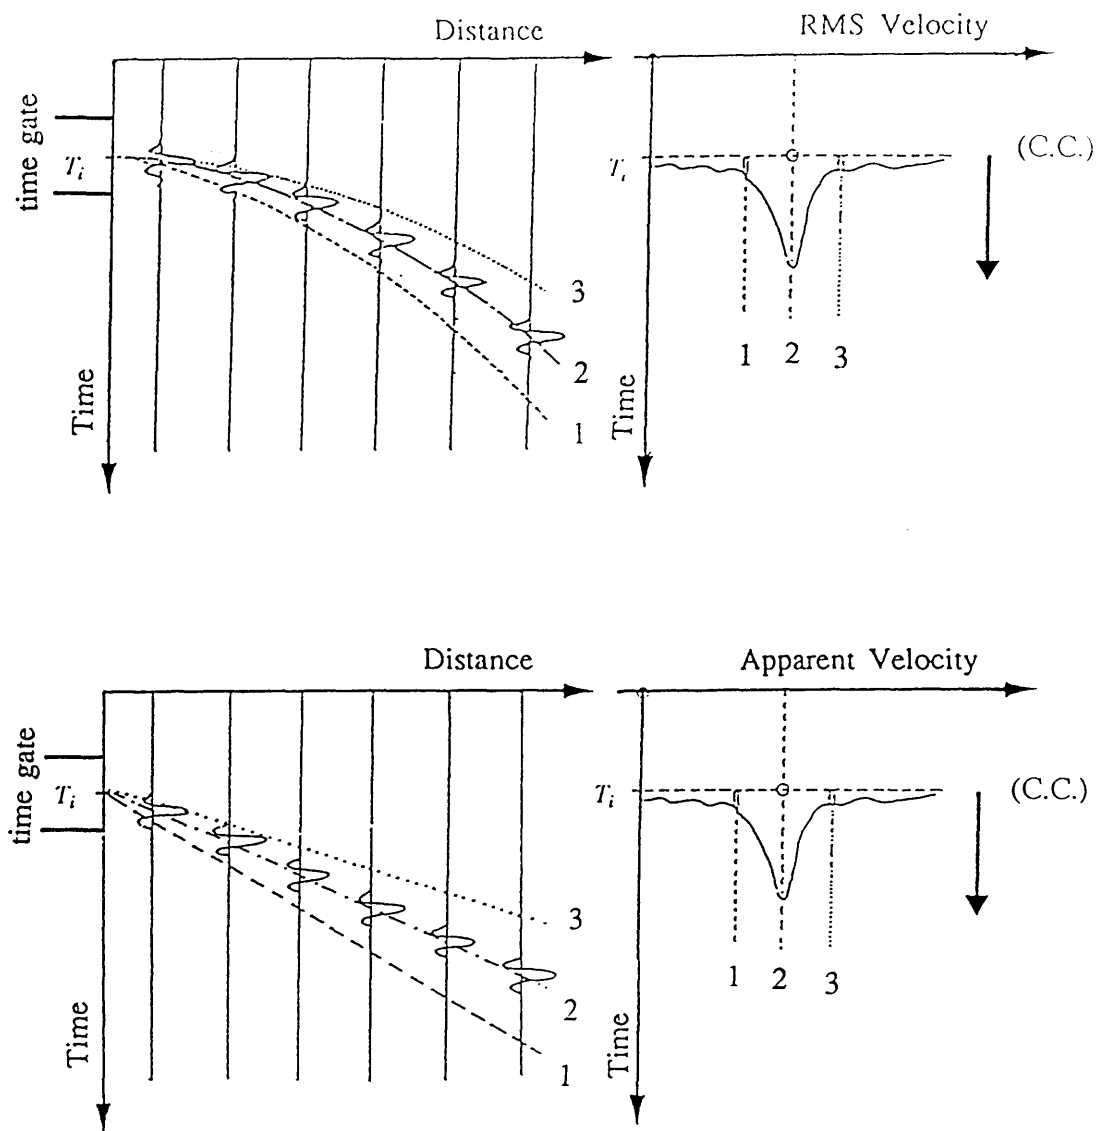 Distance
RMS Velocity
time gate
T_i
Time
3
2
1
T_i
(C.C.)
1 2 3
Time
Distance
Apparent Velocity
time gate
T_i
Time
3
2
1
T_i
(C.C.)
1 2 3
Time